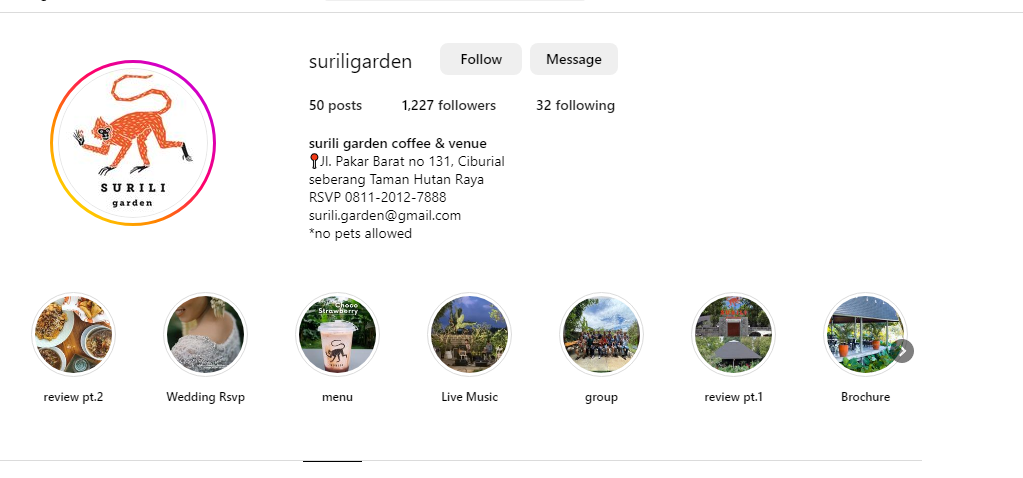 suriligarden
Follow
Message
50 posts
1,227 followers
32 following
surili garden coffee & venue
Jl. Pakar Barat no 131, Ciburial
seberang Taman Hutan Raya
RSVP 0811-2012-7888
surili.garden@gmail.com
*no pets allowed
SURILI
garden
Choco
Strawberry
SURILI
review pt.2
Wedding Rsvp
menu
Live Music
group
review pt.1
Brochure